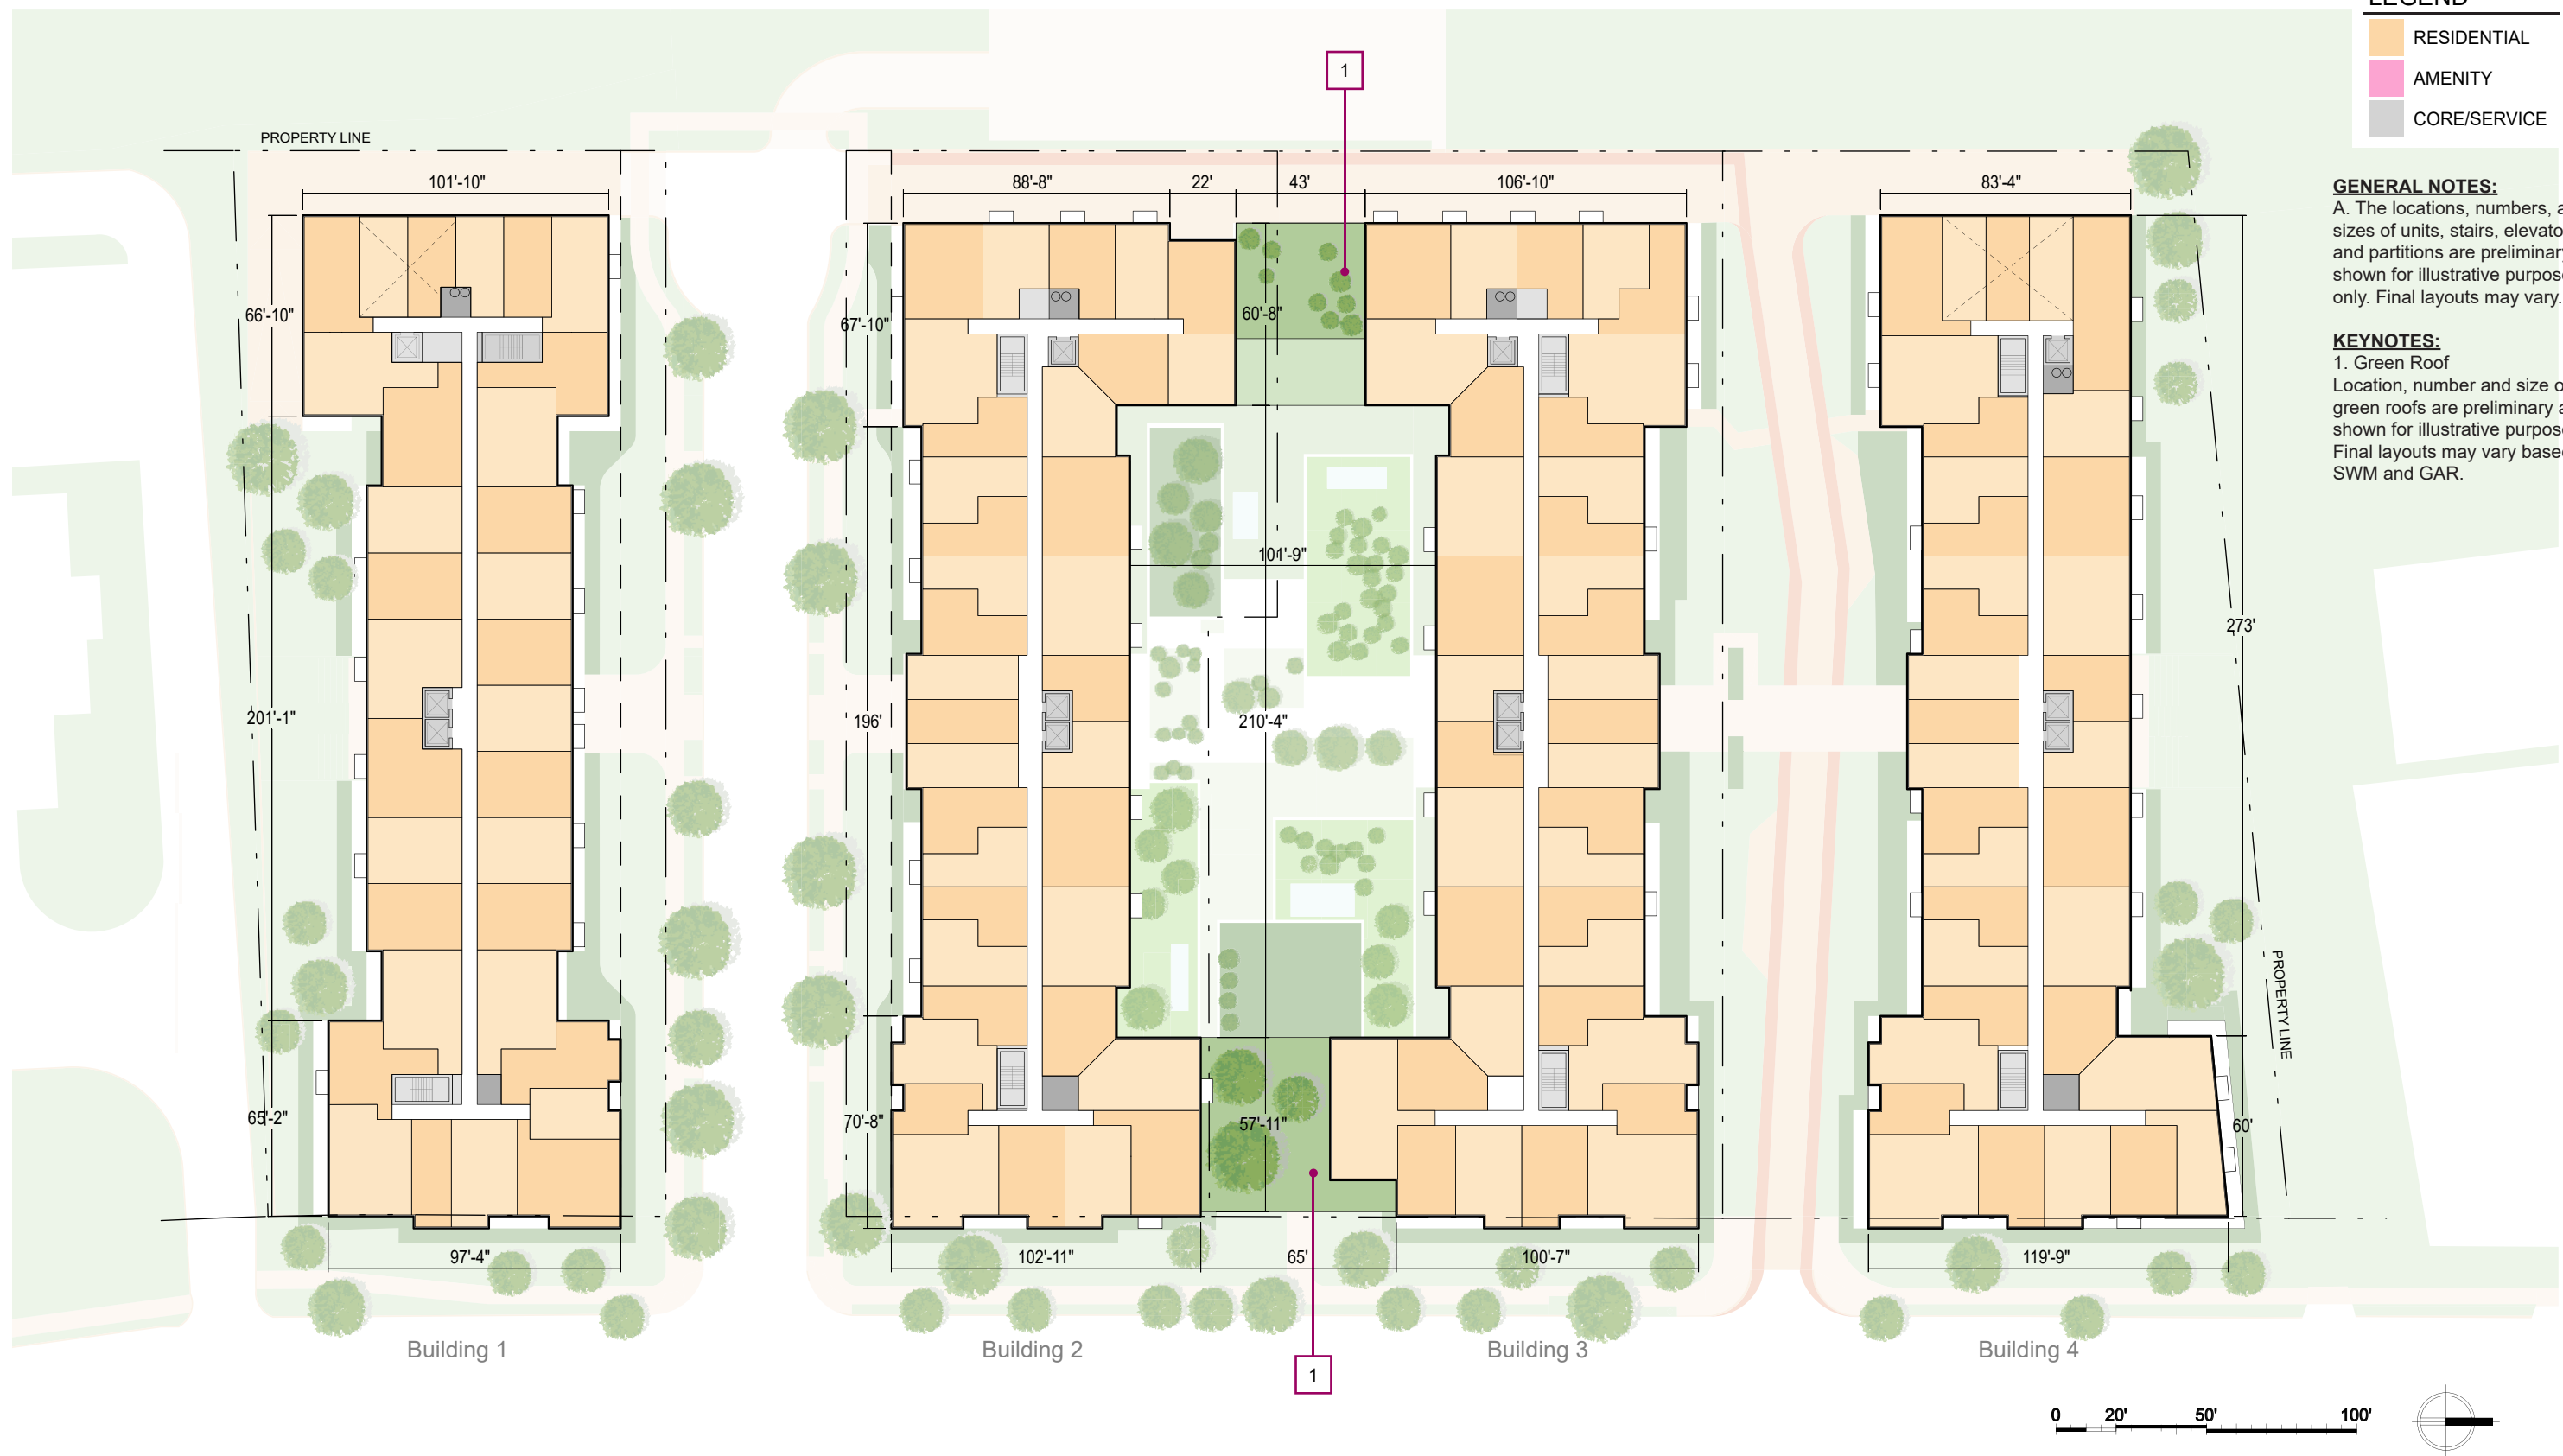 LEGEND
RESIDENTIAL
AMENITY
CORE/SERVICE
GENERAL NOTES:
A. The locations, numbers,
sizes of units, stairs,
and partitions are
shown for illustrative
only. Final layouts may vary.
KEYNOTES:
1. Green Roof
Location, number and size
green roofs are preliminary
shown for illustrative
Final layouts may vary
SWM and GAR.
1
PROPERTY LINE
101'-10"
88'-8"
22'
43'
106'-10"
83'-4"
66'-10"
67'-10"
60'-8"
101'-9"
273'
201'-1"
196'
210'-4"
PROPERTY LINE
65'-2"
70'-8"
57'-11"
60'
97'-4"
102'-11"
65'
100'-7"
119'-9"
Building 1
Building 2
Building 3
Building 4
1
0 20' 50' 100'